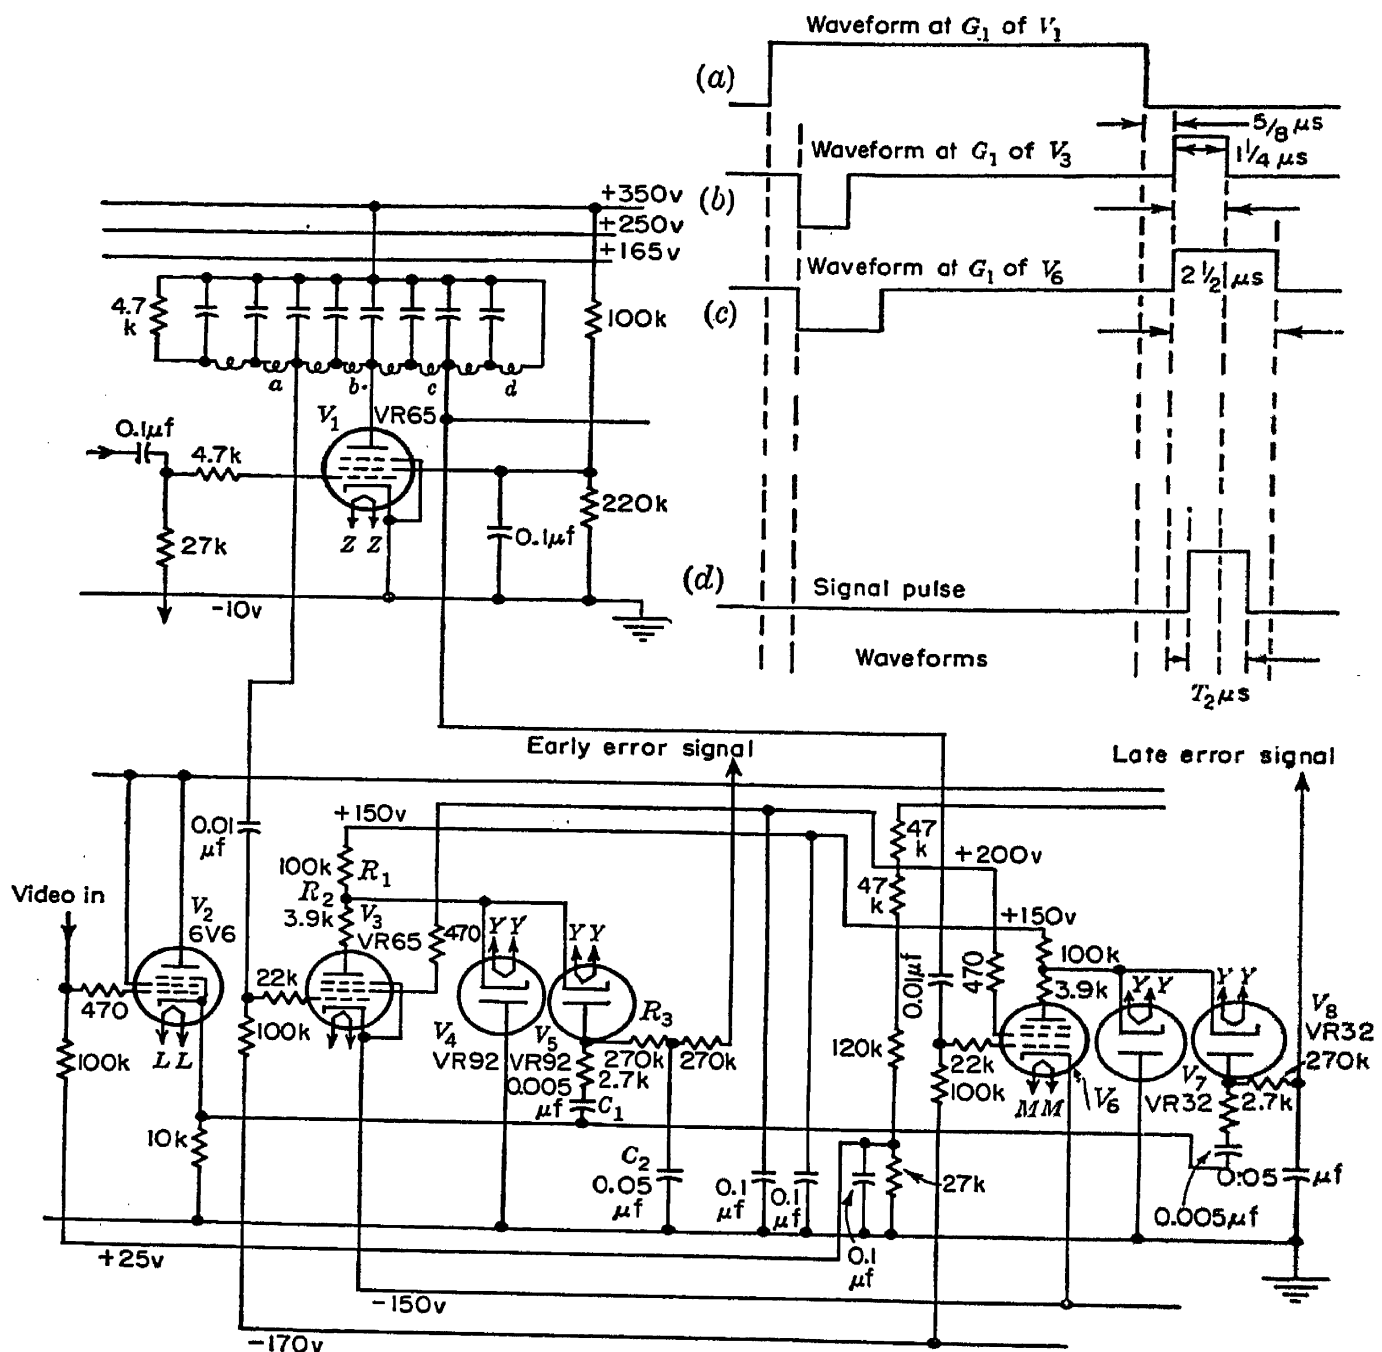 Waveform at G1 of V1
(a)
5/8 μs
1 1/4 μs
Waveform at G1 of V3
(b)
Waveform at G1 of V6
2 1/2 μs
(c)
(d)
Signal pulse
Waveforms
T2 μs
+350v
+250v
+165v
4.7
k
100k
a
b
c
d
V1
VR65
0.1μf
4.7k
27k
Z Z
0.1μf
220k
-10v
Early error signal
Late error signal
0.01
μf
+150v
100k
R1
R2
3.9k
V3
VR65
470
Y Y
Y Y
47
k
47
k
+200v
+150v
Video in
V2
6V6
470
100k
L L
22k
100k
V4
VR92
V5
VR92
R3
270k
270k
0.005
μf
2.7k
C1
0.01μf
470
100k
3.9k
Y Y
Y Y
V8
VR32
270k
120k
22k
100k
M M
V6
V7
VR32
2.7k
10k
C2
0.05
μf
0.1
μf
0.1
μf
27k
0.05
μf
0.005μf
0.1
μf
+25v
-150v
-170v